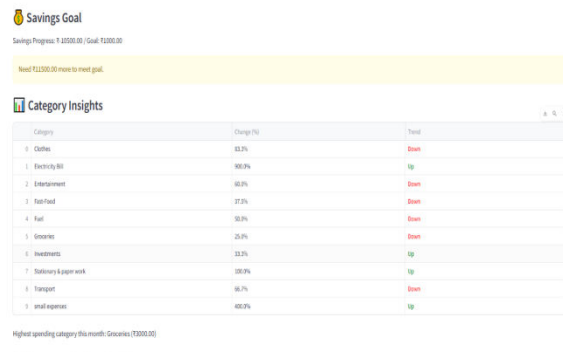 Savings Goal
Savings Progress: ₹-10500.00 / Goal: ₹1000.00
Need ₹11500.00 more to meet goal.
Category Insights
Category Change (%) Trend
0 Clothes 83.3% Down
1 Electricity Bill 900.0% Up
2 Entertainment 60.0% Down
3 Fast-Food 37.5% Down
4 Fuel 50.0% Down
5 Groceries 25.0% Down
6 Investments 33.3% Up
7 Stationary & paper work 100.0% Up
8 Transport 66.7% Down
9 small expenses 400.0% Up
Highest spending category this month: Groceries (₹3000.00)